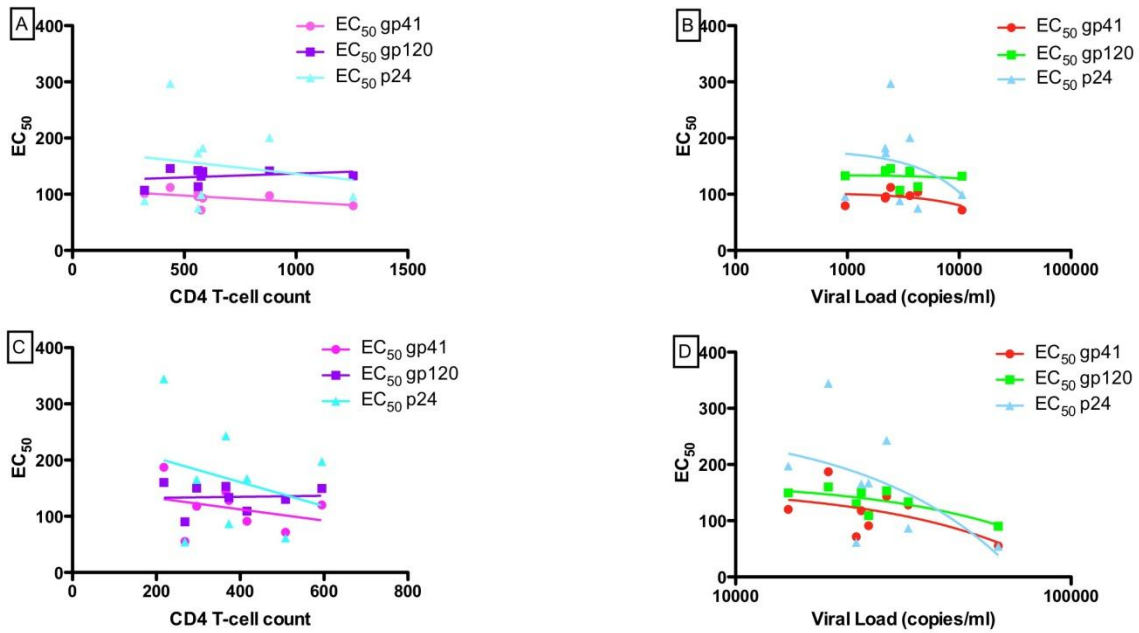 A
400
300
200
100
0
EC50
0 500 1000 1500
CD4 T-cell count
EC50 gp41
EC50 gp120
EC50 p24
B
400
300
200
100
0
EC50
100 1000 10000 100000
Viral Load (copies/ml)
EC50 gp41
EC50 gp120
EC50 p24
C
400
300
200
100
0
EC50
0 200 400 600 800
CD4 T-cell count
EC50 gp41
EC50 gp120
EC50 p24
D
400
300
200
100
0
EC50
10000 100000
Viral Load (copies/ml)
EC50 gp41
EC50 gp120
EC50 p24